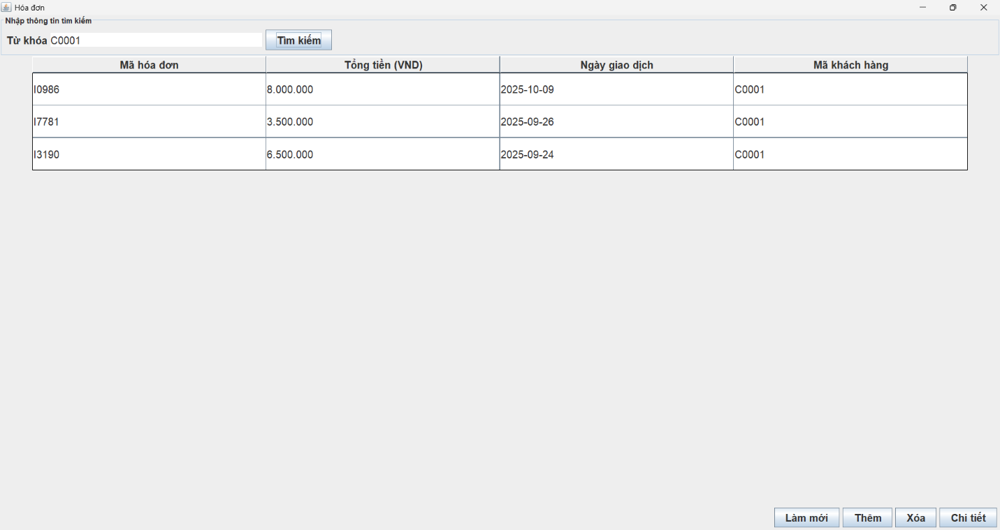 Hóa đơn
Nhập thông tin tìm kiếm
Từ khóa C0001 Tìm kiếm
Mã hóa đơn Tổng tiền (VND) Ngày giao dịch Mã khách hàng
I0986 8.000.000 2025-10-09 C0001
I7781 3.500.000 2025-09-26 C0001
I3190 6.500.000 2025-09-24 C0001
Làm mới Thêm Xóa Chi tiết